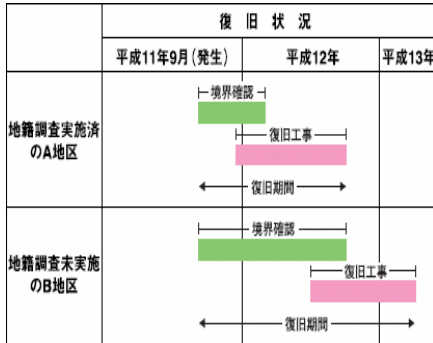 復旧状況
平成11年9月(発生)
平成12年
平成13年
地籍調査実施済
のA地区
境界確認
復旧工事
復旧期間
地籍調査未実施
のB地区
境界確認
復旧工事
復旧期間